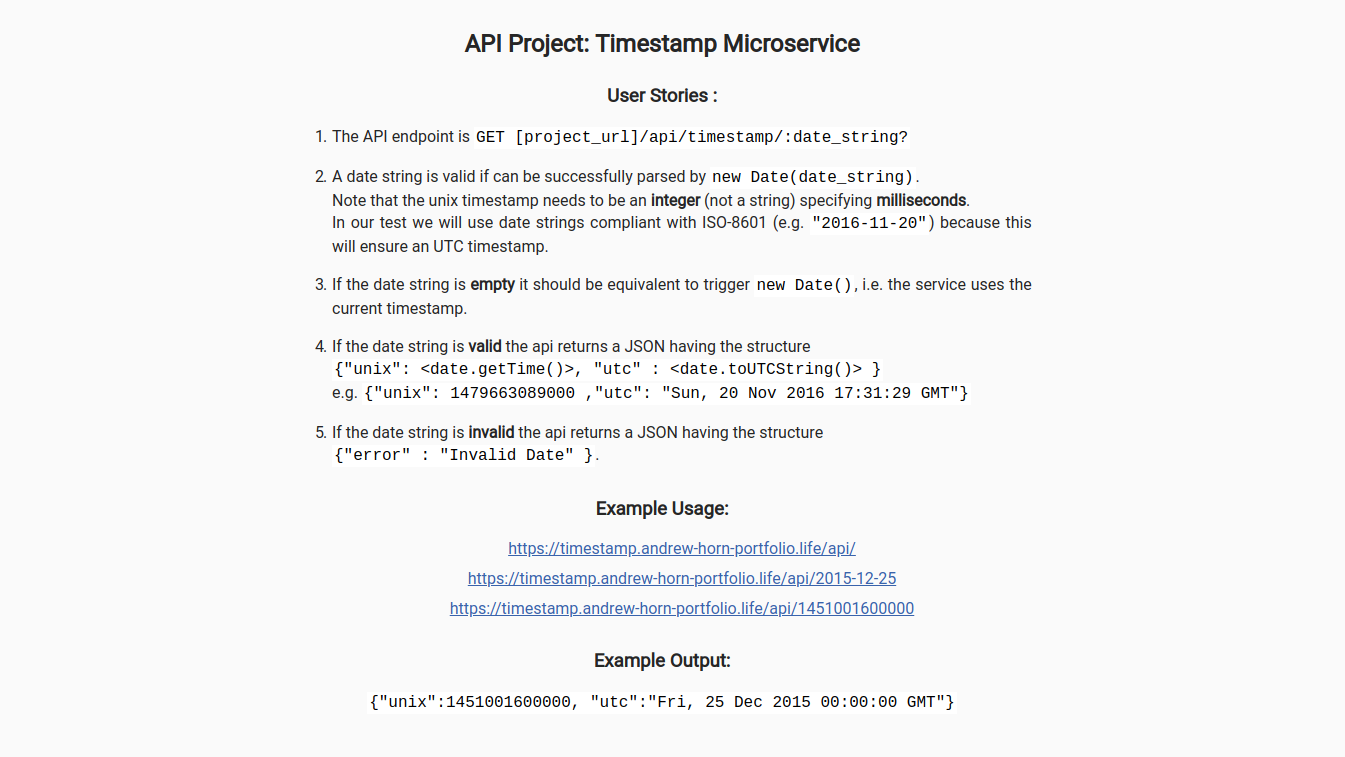 API Project: Timestamp Microservice
User Stories :
1. The API endpoint is GET [project_url]/api/timestamp/:date_string?
2. A date string is valid if can be successfully parsed by new Date(date_string).
Note that the unix timestamp needs to be an integer (not a string) specifying milliseconds.
In our test we will use date strings compliant with ISO-8601 (e.g. "2016-11-20") because this
will ensure an UTC timestamp.
3. If the date string is empty it should be equivalent to trigger new Date(), i.e. the service uses the
current timestamp.
4. If the date string is valid the api returns a JSON having the structure
{"unix": <date.getTime()>, "utc" : <date.toUTCString()> }
e.g. {"unix": 1479663089000 ,"utc": "Sun, 20 Nov 2016 17:31:29 GMT"}
5. If the date string is invalid the api returns a JSON having the structure
{"error" : "Invalid Date" }.
Example Usage:
https://timestamp.andrew-horn-portfolio.life/api/
https://timestamp.andrew-horn-portfolio.life/api/2015-12-25
https://timestamp.andrew-horn-portfolio.life/api/1451001600000
Example Output:
{"unix":1451001600000, "utc":"Fri, 25 Dec 2015 00:00:00 GMT"}